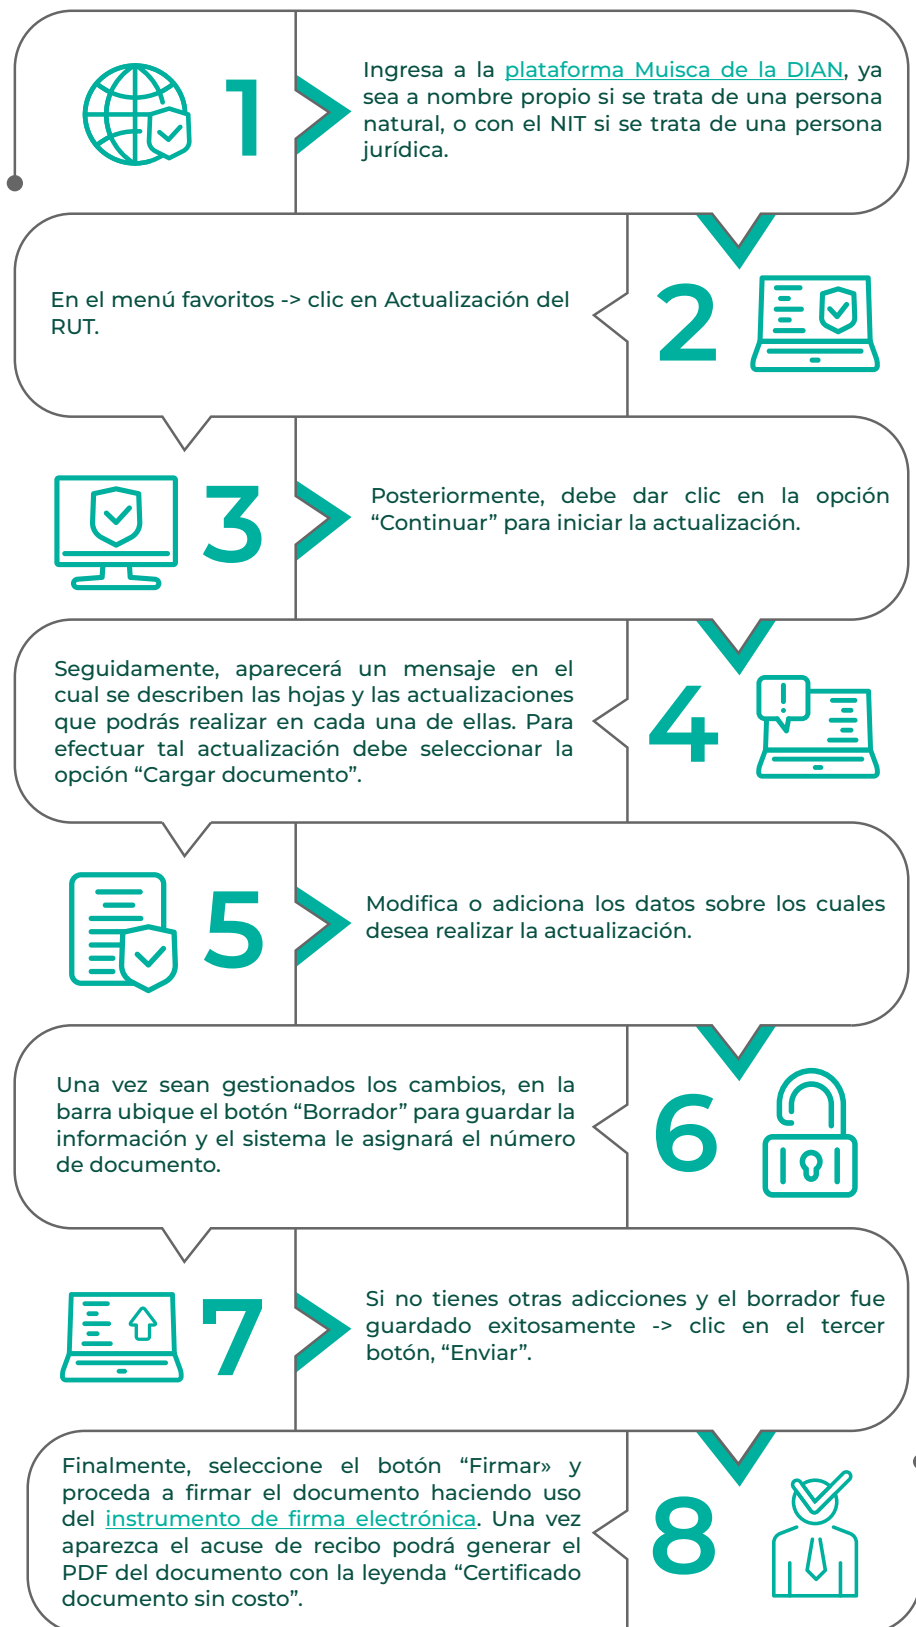 1
Ingresa a la plataforma Muisca de la DIAN, ya
sea a nombre propio si se trata de una persona
natural, o con el NIT si se trata de una persona
jurídica.
2
En el menú favoritos -> clic en Actualización del
RUT.
3
Posteriormente, debe dar clic en la opción
“Continuar” para iniciar la actualización.
4
Seguidamente, aparecerá un mensaje en el
cual se describen las hojas y las actualizaciones
que podrás realizar en cada una de ellas. Para
efectuar tal actualización debe seleccionar la
opción “Cargar documento”.
5
Modifica o adiciona los datos sobre los cuales
desea realizar la actualización.
6
Una vez sean gestionados los cambios, en la
barra ubique el botón “Borrador” para guardar la
información y el sistema le asignará el número
de documento.
7
Si no tienes otras adicciones y el borrador fue
guardado exitosamente -> clic en el tercer
botón, “Enviar”.
8
Finalmente, seleccione el botón “Firmar» y
proceda a firmar el documento haciendo uso
del instrumento de firma electrónica. Una vez
aparezca el acuse de recibo podrá generar el
PDF del documento con la leyenda “Certificado
documento sin costo”.